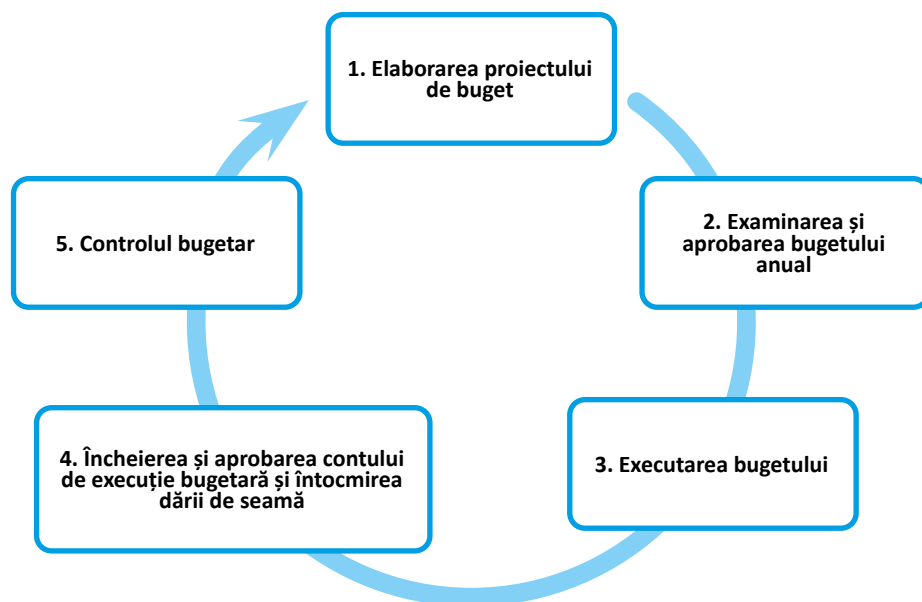 1. Elaborarea proiectului
de buget
2. Examinarea și
aprobarea bugetului
anual
3. Executarea bugetului
4. Încheierea și aprobarea contului
de execuție bugetară și întocmirea
dării de seamă
5. Controlul bugetar